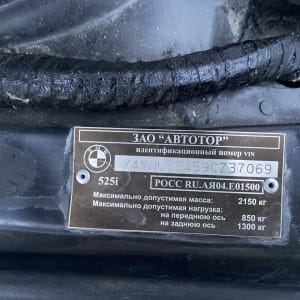 ЗАО "АВТОТОР"
идентификационный номер VIN
525i
РОСС RU.АЯ04.Е01500
Максимально допустимая масса: 2150 кг
Максимально допустимая нагрузка:
на переднюю ось 850 кг
на заднюю ось 1300 кг